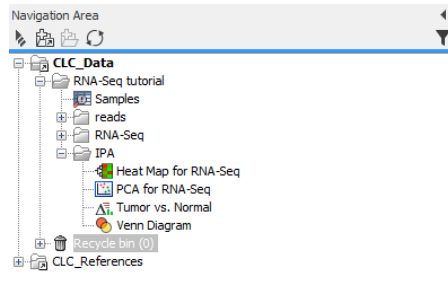 Navigation Area
CLC_Data
RNA-Seq tutorial
Samples
reads
RNA-Seq
IPA
Heat Map for RNA-Seq
PCA for RNA-Seq
Tumor vs. Normal
Venn Diagram
Recycle bin (0)
CLC_References